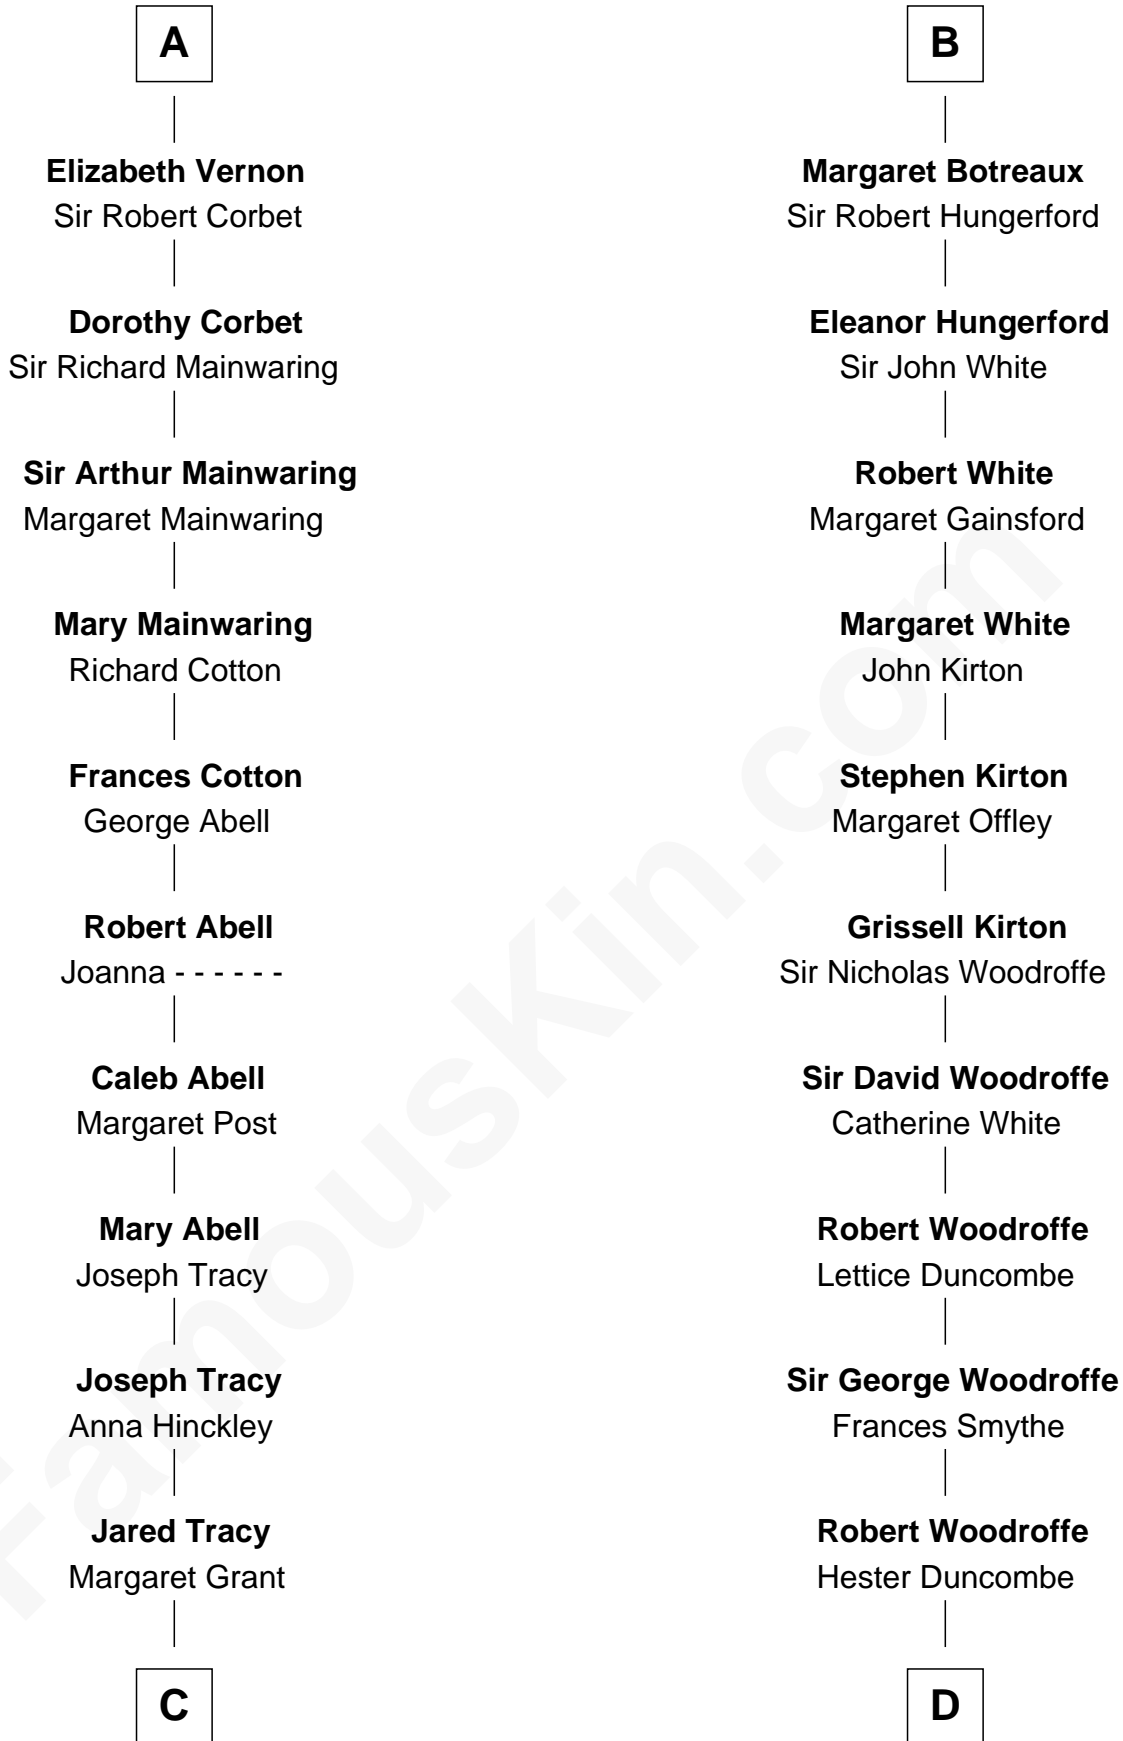 A
Elizabeth Vernon
Sir Robert Corbet
Dorothy Corbet
Sir Richard Mainwaring
Sir Arthur Mainwaring
Margaret Mainwaring
Mary Mainwaring
Richard Cotton
Frances Cotton
George Abell
Robert Abell
Joanna - - - - - -
Caleb Abell
Margaret Post
Mary Abell
Joseph Tracy
Joseph Tracy
Anna Hinckley
Jared Tracy
Margaret Grant
C
B
Margaret Botreaux
Sir Robert Hungerford
Eleanor Hungerford
Sir John White
Robert White
Margaret Gainsford
Margaret White
John Kirton
Stephen Kirton
Margaret Offley
Grissell Kirton
Sir Nicholas Woodroffe
Sir David Woodroffe
Catherine White
Robert Woodroffe
Lettice Duncombe
Sir George Woodroffe
Frances Smythe
Robert Woodroffe
Hester Duncombe
D
FamousKin.com